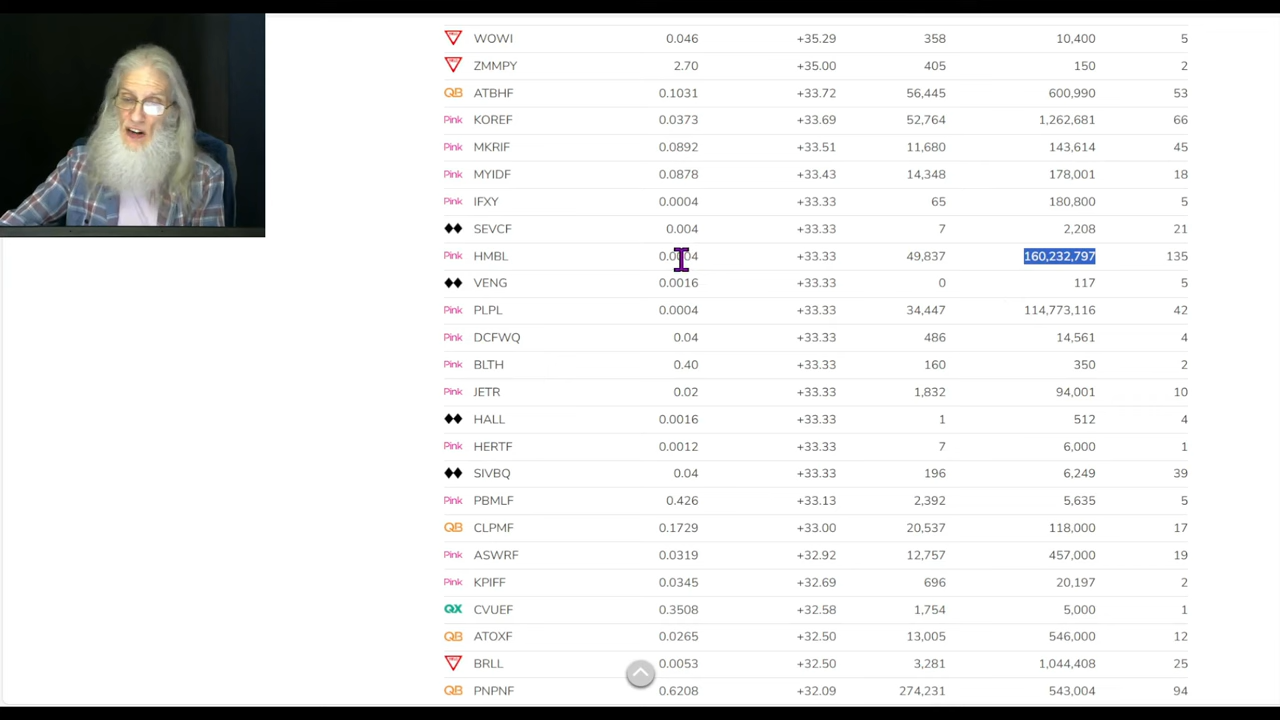 WOWI 0.046 +35.29 358 10,400 5
ZMMPY 2.70 +35.00 405 150 2
QB ATBHF 0.1031 +33.72 56,445 600,990 53
Pink KOREF 0.0373 +33.69 52,764 1,262,681 66
Pink MKRIF 0.0892 +33.51 11,680 143,614 45
Pink MYIDF 0.0878 +33.43 14,348 178,001 18
Pink IFXY 0.0004 +33.33 65 180,800 5
SEVCF 0.004 +33.33 7 2,208 21
Pink HMBL 0.0004 +33.33 49,837 160,232,797 135
VENG 0.0016 +33.33 0 117 5
Pink PLPL 0.0004 +33.33 34,447 114,773,116 42
Pink DCFWQ 0.04 +33.33 486 14,561 4
Pink BLTH 0.40 +33.33 160 350 2
Pink JETR 0.02 +33.33 1,832 94,001 10
HALL 0.0016 +33.33 1 512 4
Pink HERTF 0.0012 +33.33 7 6,000 1
SIVBQ 0.04 +33.33 196 6,249 39
Pink PBMLF 0.426 +33.13 2,392 5,635 5
QB CLPMF 0.1729 +33.00 20,537 118,000 17
Pink ASWRF 0.0319 +32.92 12,757 457,000 19
Pink KPIFF 0.0345 +32.69 696 20,197 2
QX CVUEF 0.3508 +32.58 1,754 5,000 1
QB ATOXF 0.0265 +32.50 13,005 546,000 12
BRLL 0.0053 +32.50 3,281 1,044,408 25
QB PNPNF 0.6208 +32.09 274,231 543,004 94